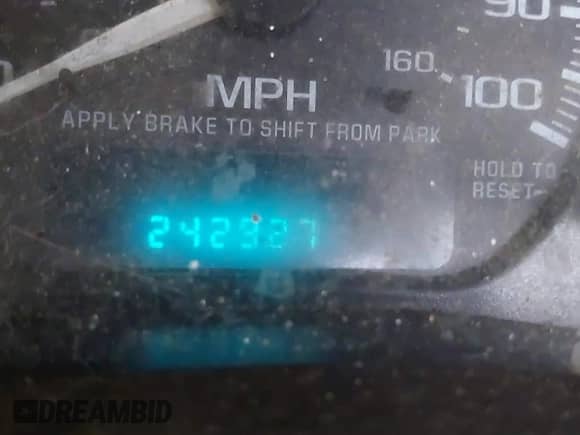 90
160
100
MPH
APPLY BRAKE TO SHIFT FROM PARK
HOLD TO
RESET
242927
DREAMBID